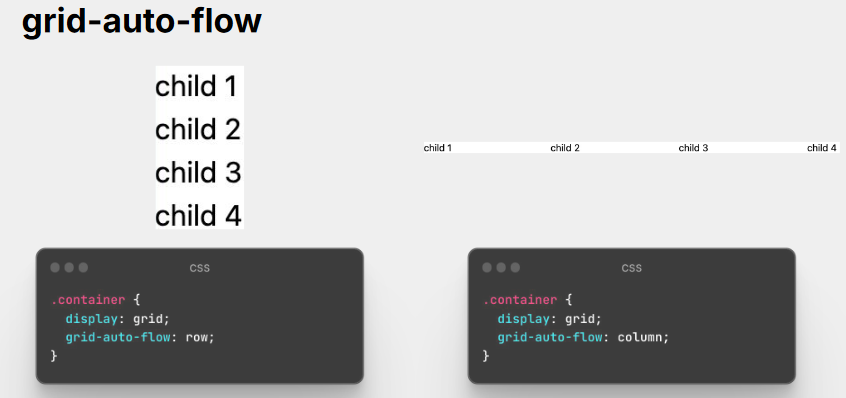 grid-auto-flow
child 1
child 2
child 3
child 4
child 1 child 2 child 3 child 4
css
.container {
  display: grid;
  grid-auto-flow: row;
}
css
.container {
  display: grid;
  grid-auto-flow: column;
}